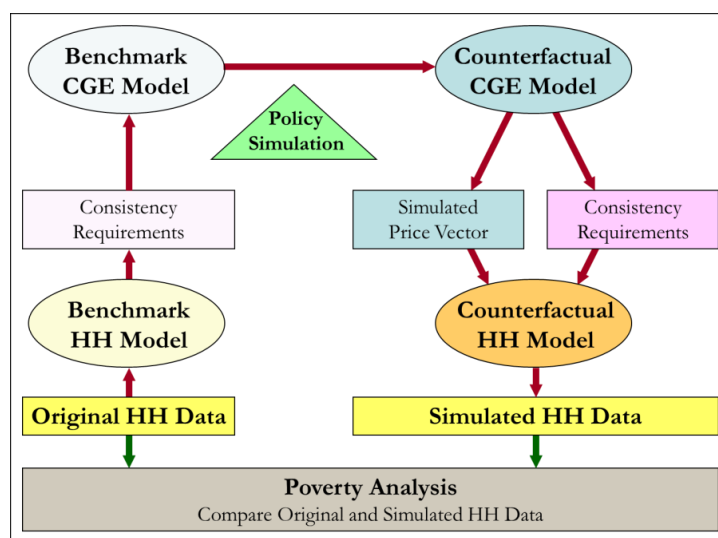 Benchmark
CGE Model
Counterfactual
CGE Model
Policy
Simulation
Consistency
Requirements
Simulated
Price Vector
Consistency
Requirements
Benchmark
HH Model
Counterfactual
HH Model
Original HH Data
Simulated HH Data
Poverty Analysis
Compare Original and Simulated HH Data